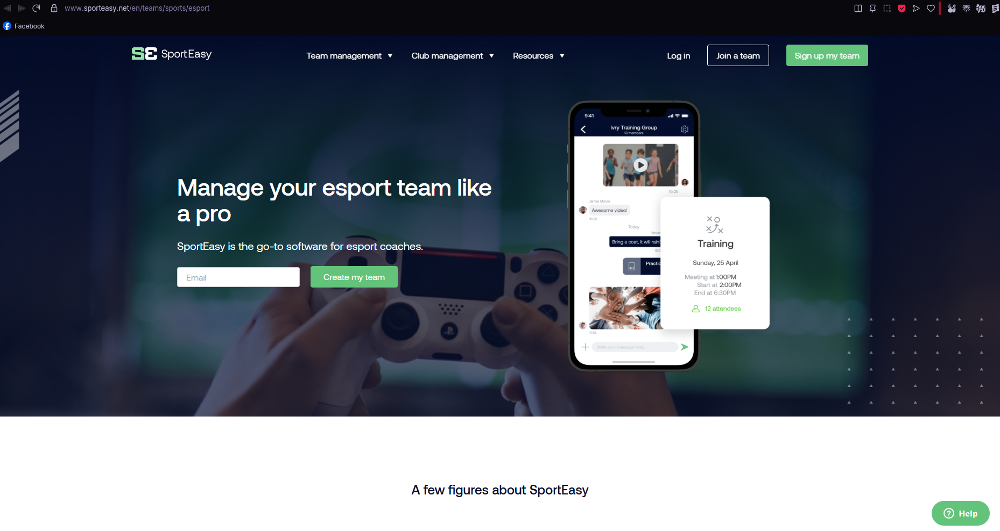 www.sporteasy.net/en/teams/sports/esport
Facebook
SE SportEasy
Team management
Club management
Resources
Log in
Join a team
Sign up my team
Manage your esport team like
a pro
SportEasy is the go-to software for esport coaches.
Email
Create my team
9:41
Ivry Training Group
13 members
15:25
James Moore
Awesome video!
15:26
Today
Vince
Bring a coat, it will rain!
15:2
XLS
Practic
17:13
Write your message here...
Training
Sunday, 25 April
Meeting at 1:00PM
Start at 2:00PM
End at 6:30PM
12 attendees
A few figures about SportEasy
Help